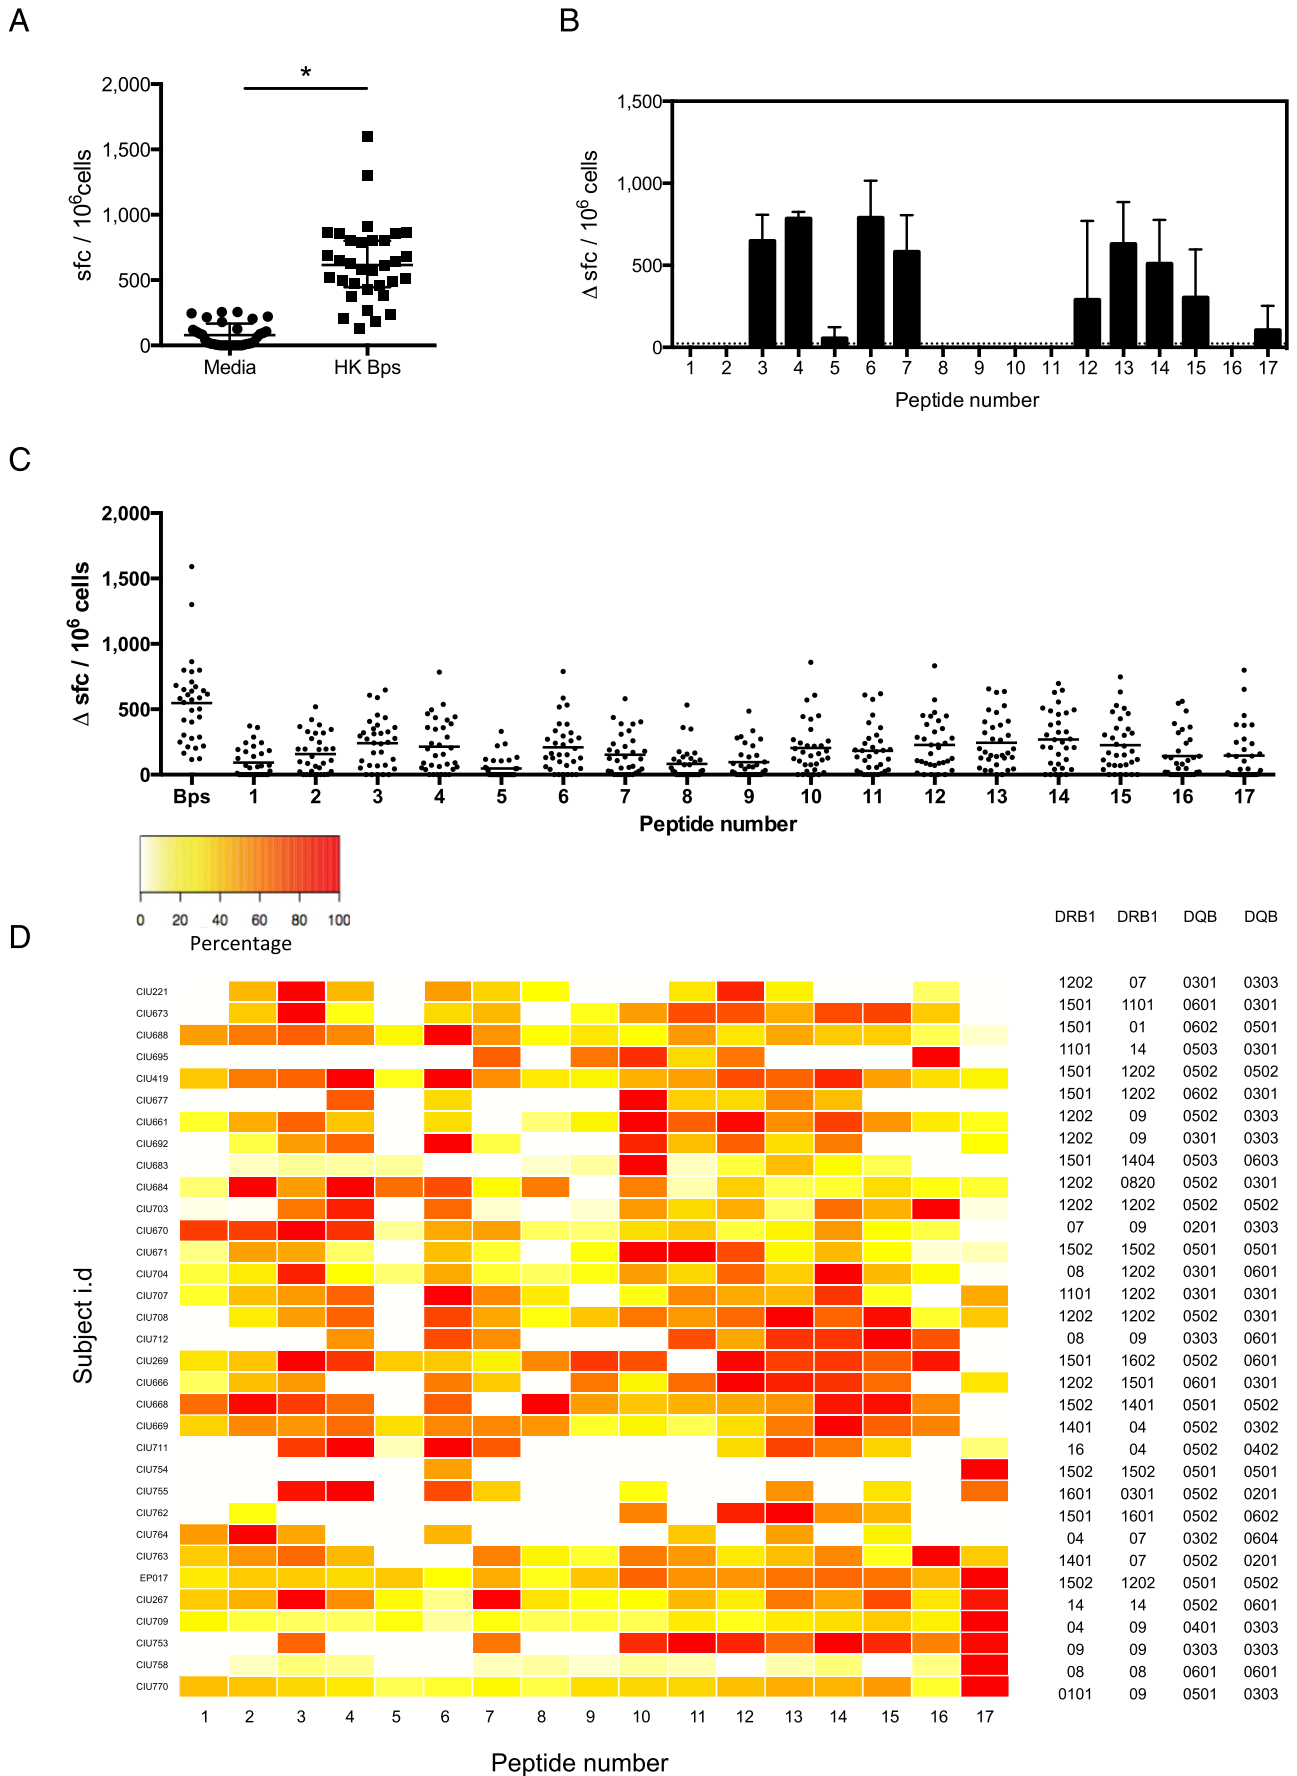 A
B
*
2,000
1,500
1,000
500
0
sfc / 10⁶cells
Media
HK Bps
1,500
1,000
500
0
Δ sfc / 10⁶ cells
1 2 3 4 5 6 7 8 9 10 11 12 13 14 15 16 17
Peptide number
C
2,000
1,500
1,000
500
0
Δ sfc / 10⁶ cells
Bps 1 2 3 4 5 6 7 8 9 10 11 12 13 14 15 16 17
Peptide number
0 20 40 60 80 100
Percentage
D
DRB1 DRB1 DQB DQB
CIU221 1202 07 0301 0303
CIU673 1501 1101 0601 0301
CIU688 1501 01 0602 0501
CIU695 1101 14 0503 0301
CIU419 1501 1202 0502 0502
CIU677 1501 1202 0602 0301
CIU661 1202 09 0502 0303
CIU692 1202 09 0301 0303
CIU683 1501 1404 0503 0603
CIU684 1202 0820 0502 0301
CIU703 1202 1202 0502 0502
CIU670 07 09 0201 0303
CIU671 1502 1502 0501 0501
CIU704 08 1202 0301 0601
CIU707 1101 1202 0301 0301
CIU708 1202 1202 0502 0301
CIU712 08 09 0303 0601
CIU269 1501 1602 0502 0601
CIU666 1202 1501 0601 0301
CIU668 1502 1401 0501 0502
CIU669 1401 04 0502 0302
CIU711 16 04 0502 0402
CIU754 1502 1502 0501 0501
CIU755 1601 0301 0502 0201
CIU762 1501 1601 0502 0602
CIU764 04 07 0302 0604
CIU763 1401 07 0502 0201
EP017 1502 1202 0501 0502
CIU267 14 14 0502 0601
CIU709 04 09 0401 0303
CIU753 09 09 0303 0303
CIU758 08 08 0601 0601
CIU770 0101 09 0501 0303
Subject i.d
1 2 3 4 5 6 7 8 9 10 11 12 13 14 15 16 17
Peptide number